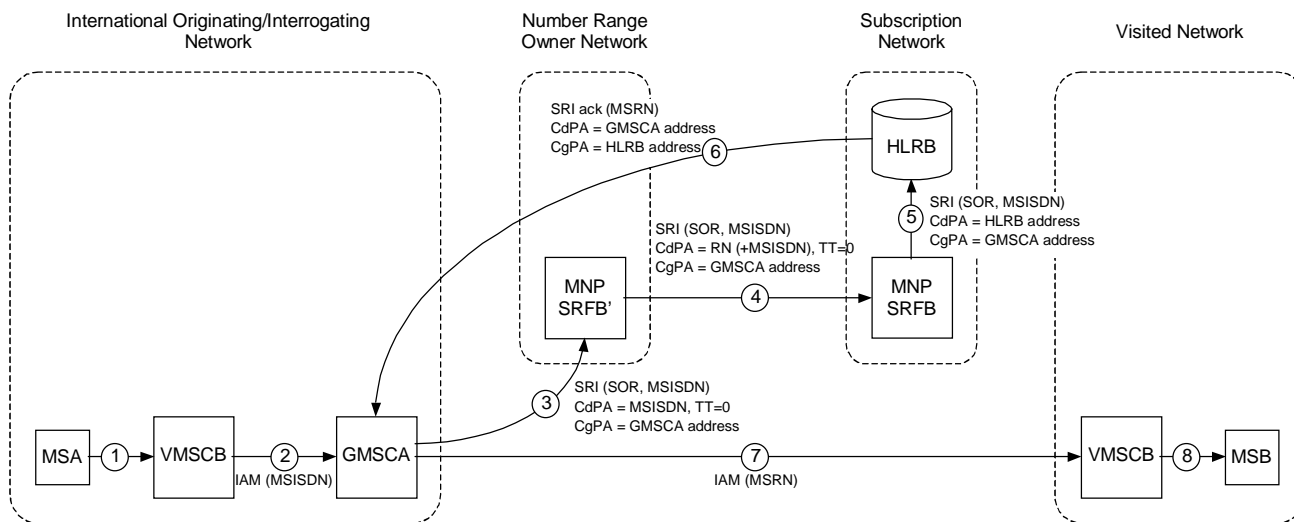 International Originating/Interrogating
Network
Number Range
Owner Network
Subscription
Network
Visited Network
SRI ack (MSRN)
CdPA = GMSCA address
CgPA = HLRB address
6
HLRB
5
SRI (SOR, MSISDN)
CdPA = HLRB address
CgPA = GMSCA address
SRI (SOR, MSISDN)
CdPA = RN (+MSISDN), TT=0
CgPA = GMSCA address
MNP
SRFB'
4
MNP
SRFB
3
SRI (SOR, MSISDN)
CdPA = MSISDN, TT=0
CgPA = GMSCA address
MSA
1
VMSCB
2
IAM (MSISDN)
GMSCA
7
IAM (MSRN)
VMSCB
8
MSB